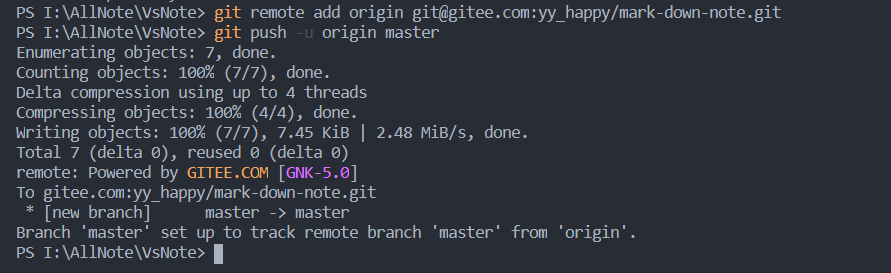 PS I:\AllNote\VsNote> git remote add origin git@gitee.com:yy_happy/mark-down-note.git
PS I:\AllNote\VsNote> git push -u origin master
Enumerating objects: 7, done.
Counting objects: 100% (7/7), done.
Delta compression using up to 4 threads
Compressing objects: 100% (4/4), done.
Writing objects: 100% (7/7), 7.45 KiB | 2.48 MiB/s, done.
Total 7 (delta 0), reused 0 (delta 0)
remote: Powered by GITEE.COM [GNK-5.0]
To gitee.com:yy_happy/mark-down-note.git
 * [new branch]      master -> master
Branch 'master' set up to track remote branch 'master' from 'origin'.
PS I:\AllNote\VsNote>